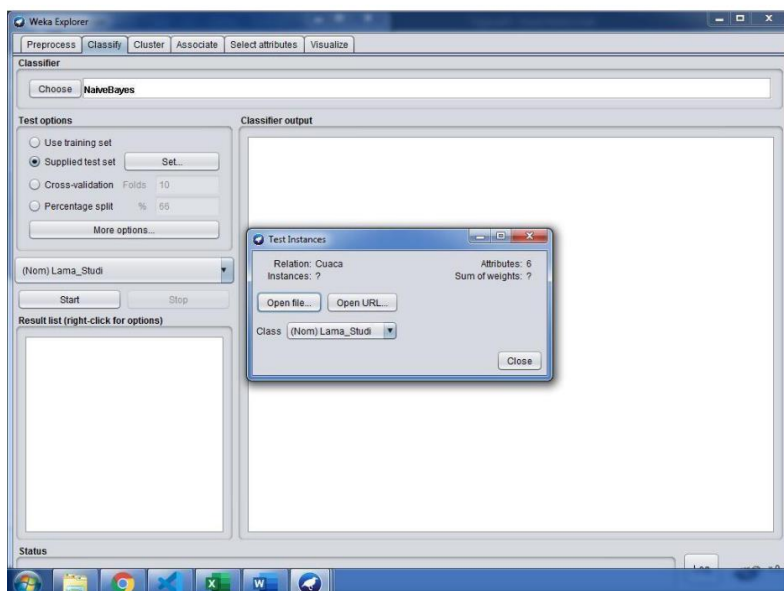 Weka Explorer
Preprocess Classify Cluster Associate Select attributes Visualize
Classifier
Choose NaiveBayes
Test options
Use training set
Supplied test set Set...
Cross-validation Folds 10
Percentage split % 66
More options...
(Nom) Lama_Studi
Start Stop
Result list (right-click for options)
Classifier output
Test Instances
Relation: Cuaca Attributes: 6
Instances: ? Sum of weights: ?
Open file... Open URL...
Class (Nom) Lama_Studi
Close
Status